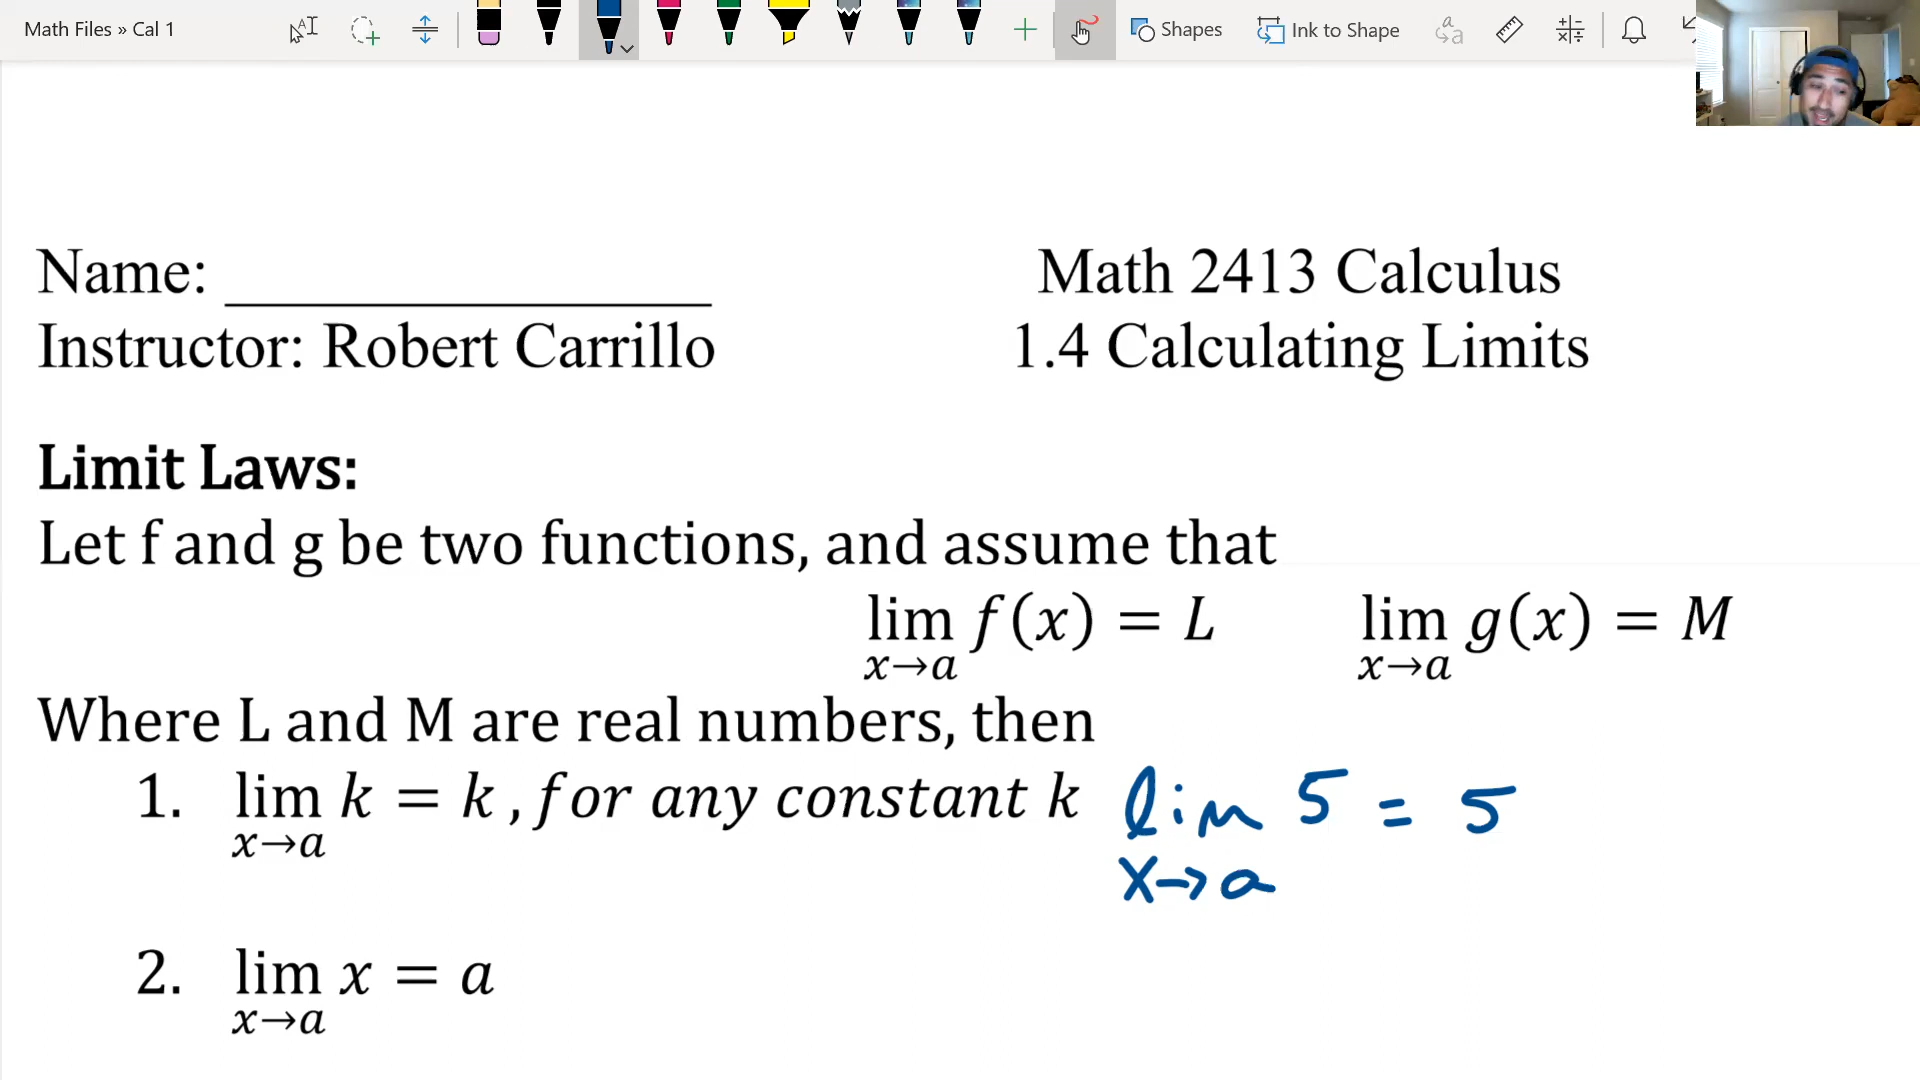 Math Files » Cal 1 Shapes Ink to Shape
Name: _______________ Math 2413 Calculus
Instructor: Robert Carrillo 1.4 Calculating Limits
Limit Laws:
Let f and g be two functions, and assume that
lim f(x) = L lim g(x) = M
x→a x→a
Where L and M are real numbers, then
1. lim k = k , for any constant k lim 5 = 5
x→a x→a
2. lim x = a
x→a